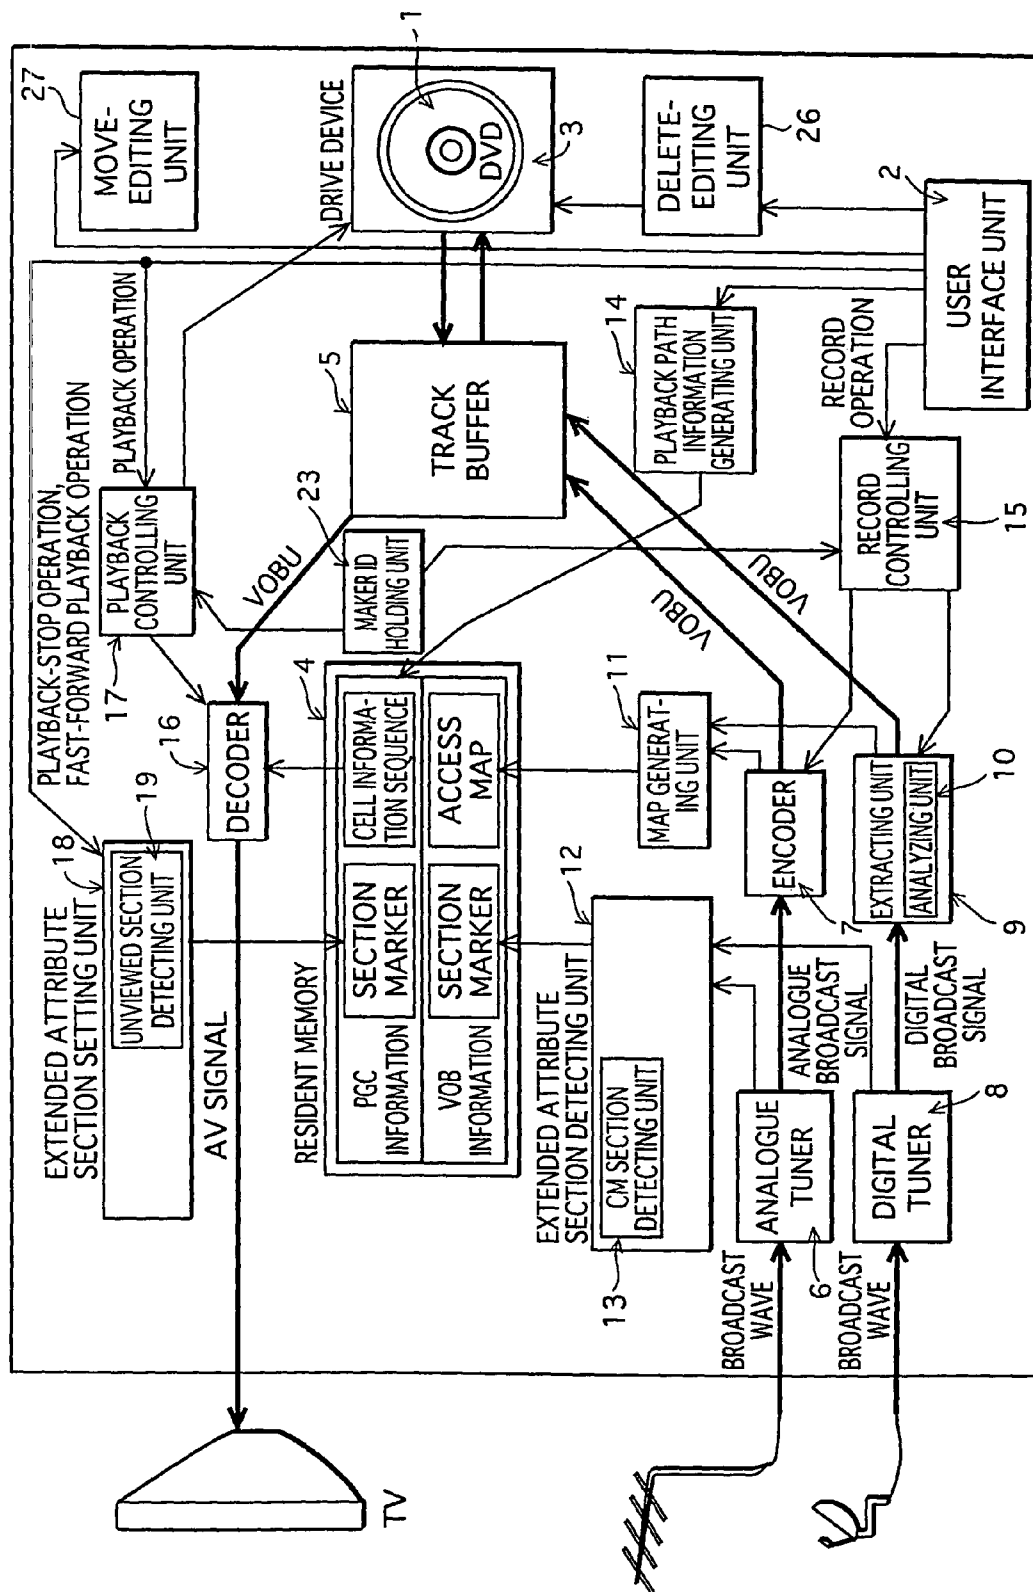 27
MOVE-
EDITING
UNIT
DRIVE DEVICE
1
DVD
3
DELETE-
EDITING
UNIT
26
2
USER
INTERFACE UNIT
PLAYBACK-STOP OPERATION,
FAST-FORWARD PLAYBACK OPERATION
PLAYBACK OPERATION
PLAYBACK
CONTROLLING
UNIT
17
5
TRACK
BUFFER
23
MAKER ID
HOLDING UNIT
14
PLAYBACK PATH
INFORMATION
GENERATING UNIT
RECORD
OPERATION
RECORD
CONTROLLING
UNIT
15
VOBU
VOBU
VOBU
EXTENDED ATTRIBUTE
SECTION SETTING UNIT
18
19
UNVIEWED SECTION
DETECTING UNIT
16
DECODER
AV SIGNAL
RESIDENT MEMORY
4
PGC
INFORMATION
SECTION
MARKER
CELL INFORMA-
TION SEQUENCE
VOB
INFORMATION
SECTION
MARKER
ACCESS
MAP
11
MAP GENERAT-
ING UNIT
EXTENDED ATTRIBUTE
SECTION DETECTING UNIT
12
CM SECTION
DETECTING UNIT
13
ENCODER
7
EXTRACTING UNIT
ANALYZING UNIT
10
9
ANALOGUE
BROADCAST
SIGNAL
DIGITAL
BROADCAST
SIGNAL
ANALOGUE
TUNER
6
DIGITAL
TUNER
8
BROADCAST
WAVE
BROADCAST
WAVE
TV